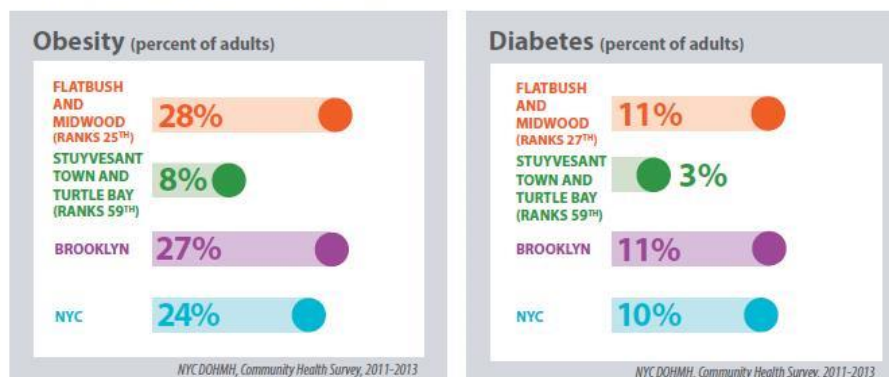 Obesity (percent of adults)
FLATBUSH
AND
MIDWOOD
(RANKS 25TH)
28%
STUYVESANT
TOWN AND
TURTLE BAY
(RANKS 59TH)
8%
BROOKLYN
27%
NYC
24%
NYC DOHMH, Community Health Survey, 2011-2013
Diabetes (percent of adults)
FLATBUSH
AND
MIDWOOD
(RANKS 27TH)
11%
STUYVESANT
TOWN AND
TURTLE BAY
(RANKS 59TH)
3%
BROOKLYN
11%
NYC
10%
NYC DOHMH, Community Health Survey, 2011-2013